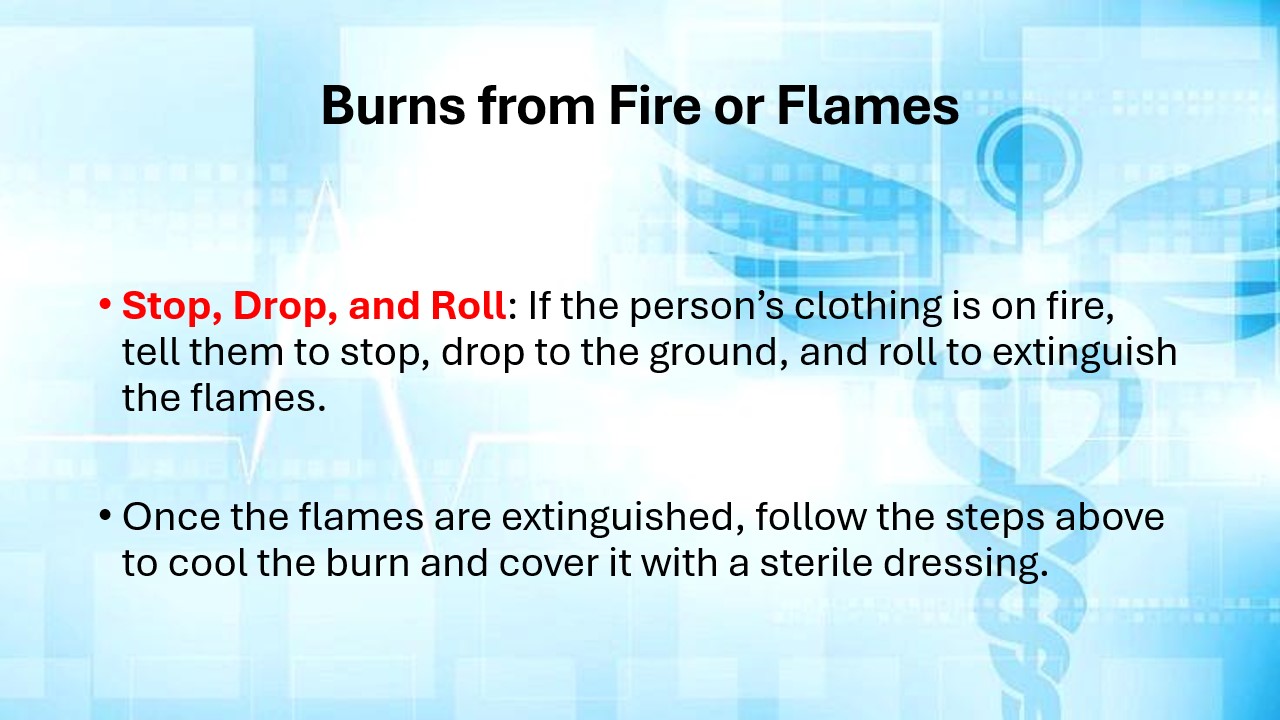 Burns from Fire or Flames
• Stop, Drop, and Roll: If the person’s clothing is on fire,
tell them to stop, drop to the ground, and roll to extinguish
the flames.
• Once the flames are extinguished, follow the steps above
to cool the burn and cover it with a sterile dressing.